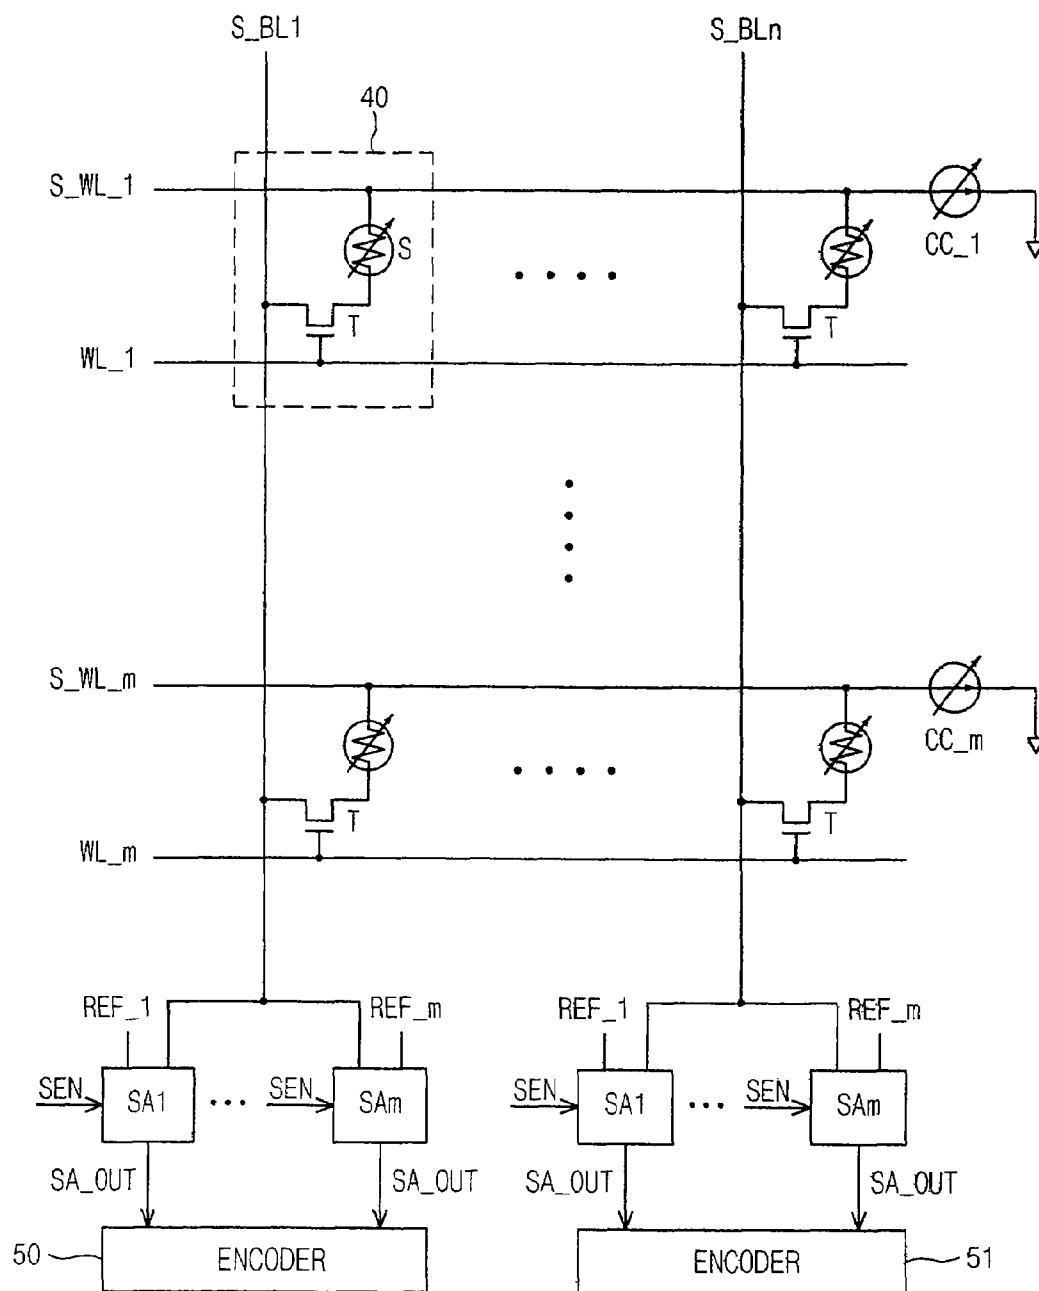 S_BL1 S_BLn
40
S_WL_1
S
CC_1
T T
WL_1
S_WL_m
CC_m
T T
WL_m
REF_1 REF_m REF_1 REF_m
SEN SA1 SEN SAm SEN SA1 SEN SAm
SA_OUT SA_OUT SA_OUT SA_OUT
50 ENCODER ENCODER 51